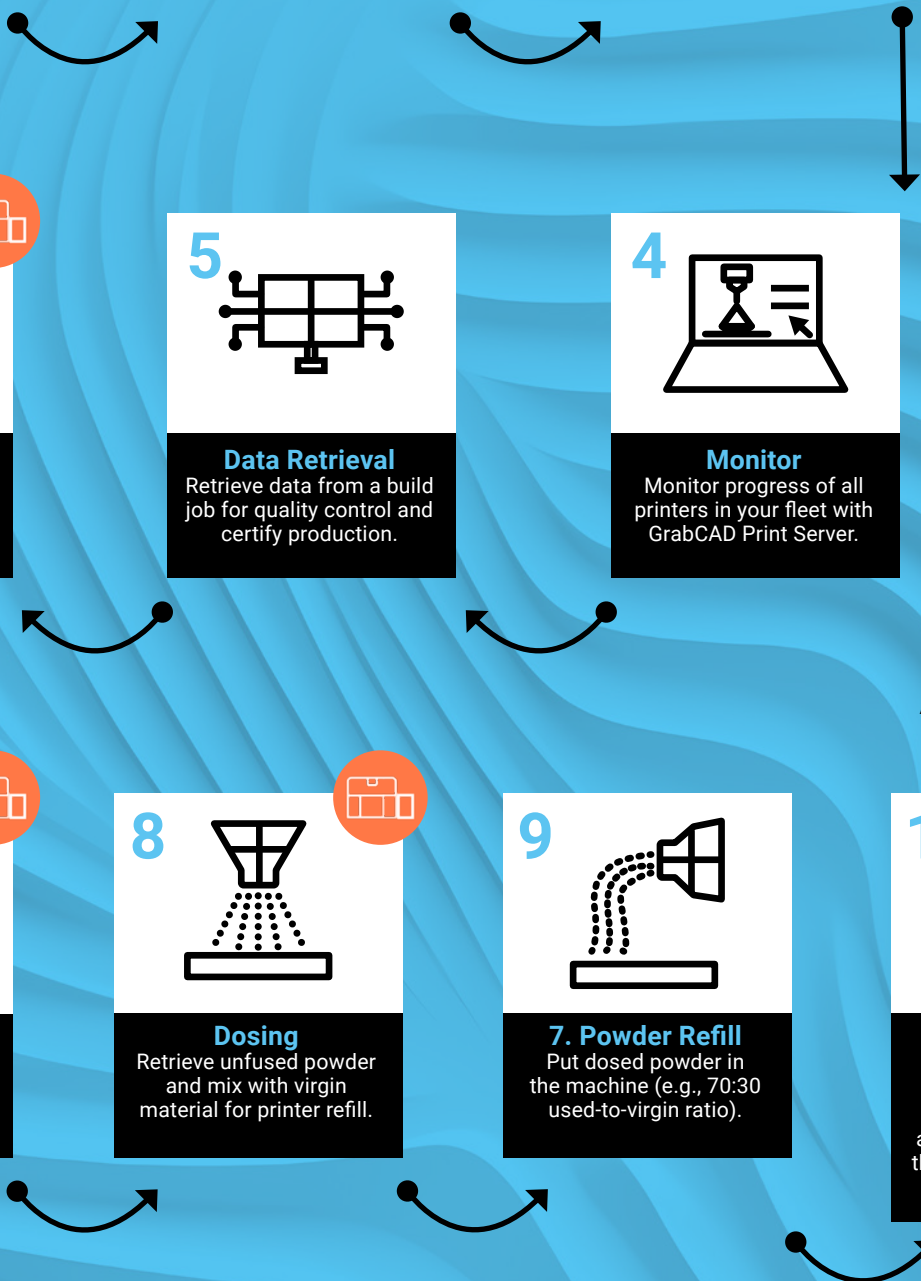 5
Data Retrieval
Retrieve data from a build
job for quality control and
certify production.
4
Monitor
Monitor progress of all
printers in your fleet with
GrabCAD Print Server.
8
Dosing
Retrieve unfused powder
and mix with virgin
material for printer refill.
9
7. Powder Refill
Put dosed powder in
the machine (e.g., 70:30
used-to-virgin ratio).